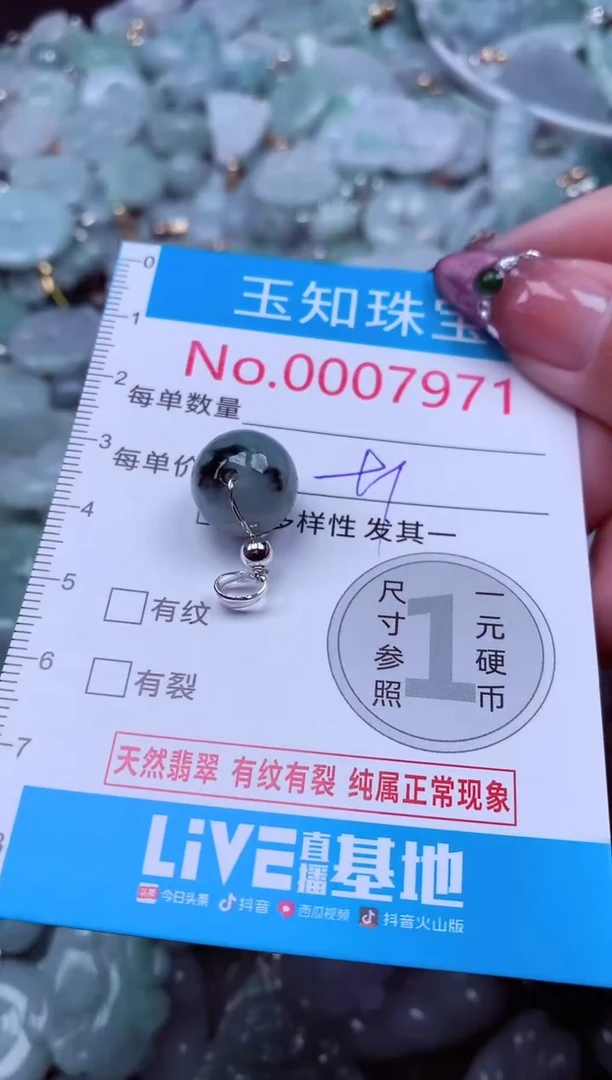 玉知珠宝
No.0007971
每单数量
每单价
多样性 发其一
有纹
有裂
尺寸参照
1
一元硬币
天然翡翠 有纹有裂 纯属正常现象
LiVE直播基地
今日头条 抖音 西瓜视频 抖音火山版
0
1
2
3
4
5
6
7